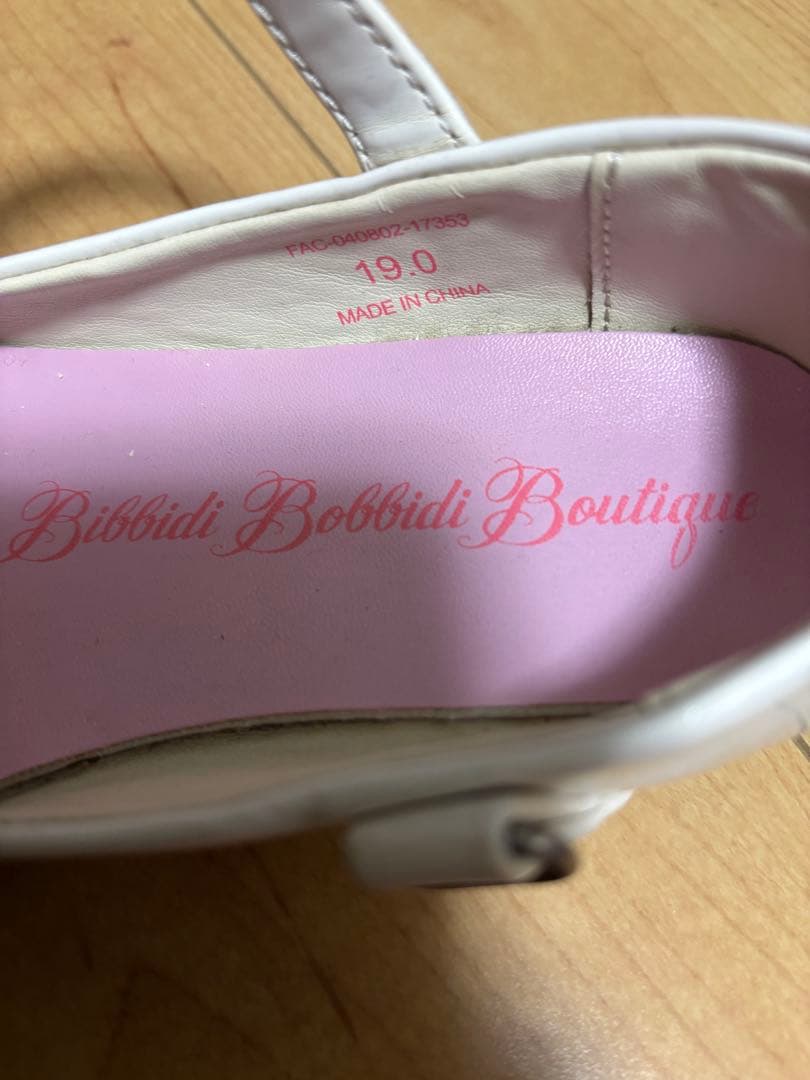 FAC-040802-17353
19.0
MADE IN CHINA
Bibbidi Bobbidi Boutique